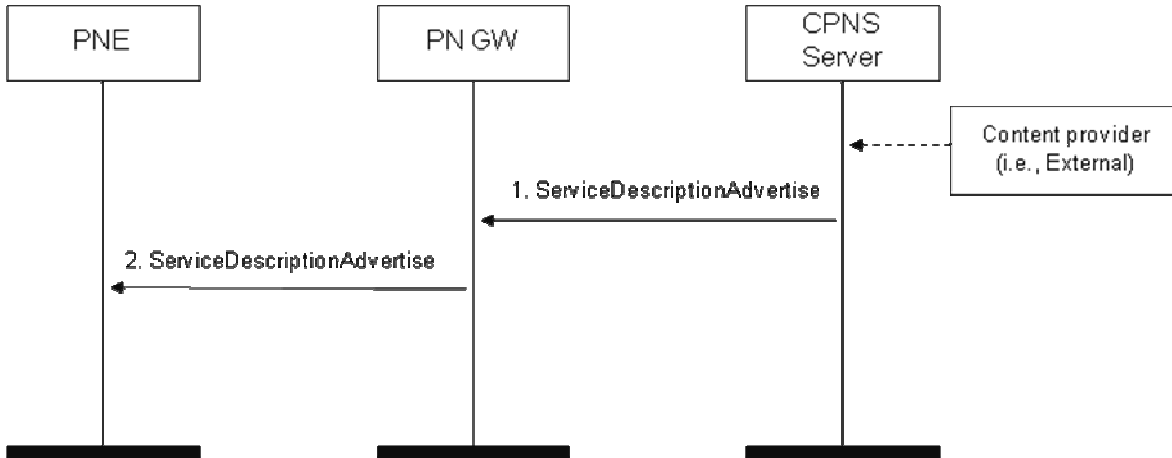 PNE
PN GW
CPNS
Server
Content provider
(i.e., External)
1. ServiceDescriptionAdvertise
2. ServiceDescriptionAdvertise